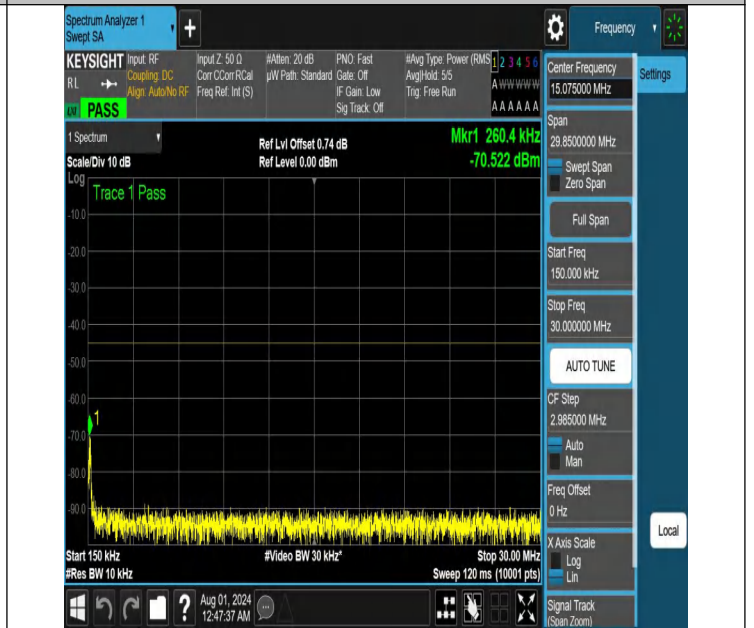 Spectrum Analyzer 1
Swept SA
+
Frequency
KEYSIGHT
RL
PASS
Input: RF
Coupling: DC
Align: Auto/No RF
Input Z: 50 Ω
Corr CCorr RCal
Freq Ref: Int (S)
#Atten: 20 dB
µW Path: Standard
PNO: Fast
Gate: Off
IF Gain: Low
Sig Track: Off
#Avg Type: Power (RMS
Avg|Hold: 5/5
Trig: Free Run
1 2 3 4 5 6
A W W W W W
A A A A A A
1 Spectrum
Scale/Div 10 dB
Ref Lvl Offset 0.74 dB
Ref Level 0.00 dBm
Mkr1 260.4 kHz
-70.522 dBm
Log
Trace 1 Pass
-10.0
-20.0
-30.0
-40.0
-50.0
-60.0
1
-70.0
-80.0
-90.0
Start 150 kHz
#Video BW 30 kHz*
Stop 30.00 MHz
#Res BW 10 kHz
Sweep 120 ms (10001 pts)
Center Frequency
15.075000 MHz
Settings
Span
29.8500000 MHz
Swept Span
Zero Span
Full Span
Start Freq
150.000 kHz
Stop Freq
30.000000 MHz
AUTO TUNE
CF Step
2.985000 MHz
Auto
Man
Freq Offset
0 Hz
X Axis Scale
Log
Lin
Local
Signal Track
(Span Zoom)
?
Aug 01, 2024
12:47:37 AM